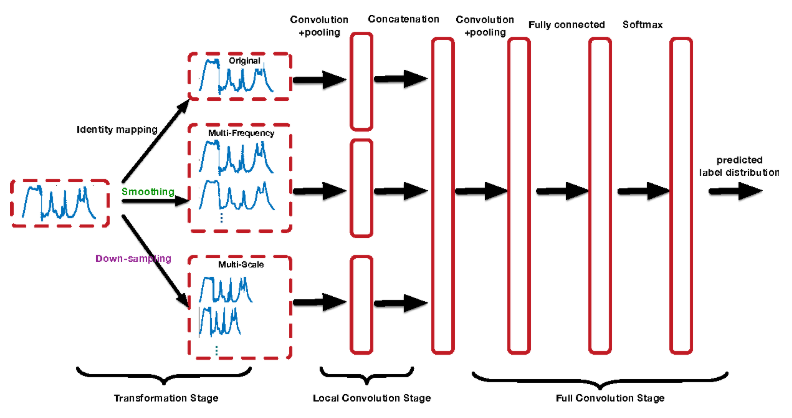 Convolution
+pooling
Concatenation
Convolution
+pooling
Fully connected
Softmax
Original
Identity mapping
Multi-Frequency
Smoothing
predicted
label distribution
Down-sampling
Multi-Scale
Transformation Stage
Local Convolution Stage
Full Convolution Stage